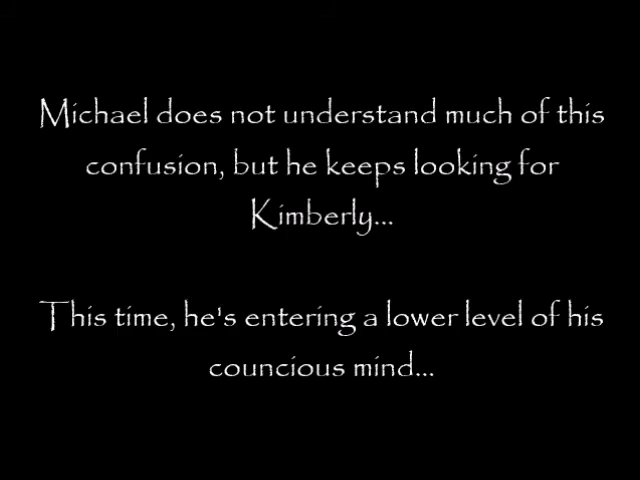 Michael does not understand much of this
confusion, but he keeps looking for
Kimberly...
This time, he's entering a lower level of his
councious mind...